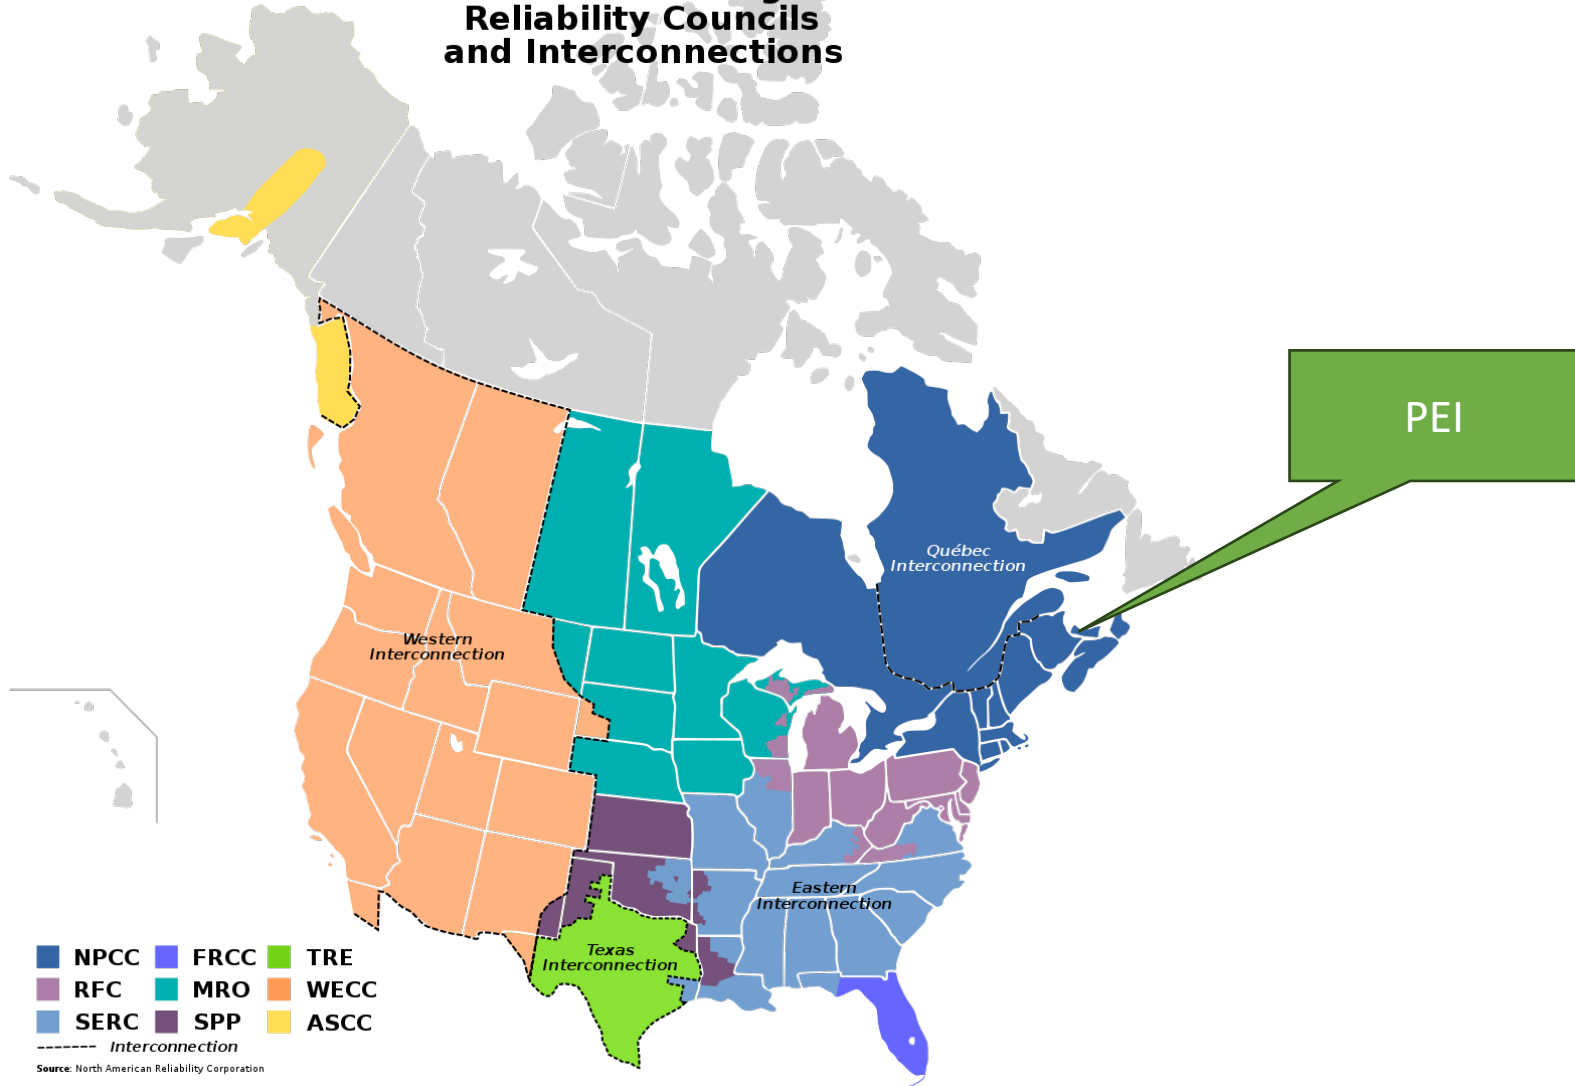 Reliability Councils
and Interconnections
PEI
Québec
Interconnection
Western
Interconnection
Eastern
Interconnection
Texas
Interconnection
NPCC FRCC TRE
RFC MRO WECC
SERC SPP ASCC
Interconnection
Source: North American Reliability Corporation